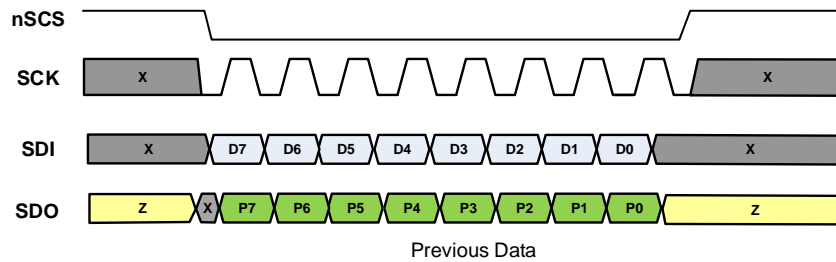 nSCS
SCK X X
SDI X D7 D6 D5 D4 D3 D2 D1 D0 X
SDO Z X P7 P6 P5 P4 P3 P2 P1 P0 Z
Previous Data